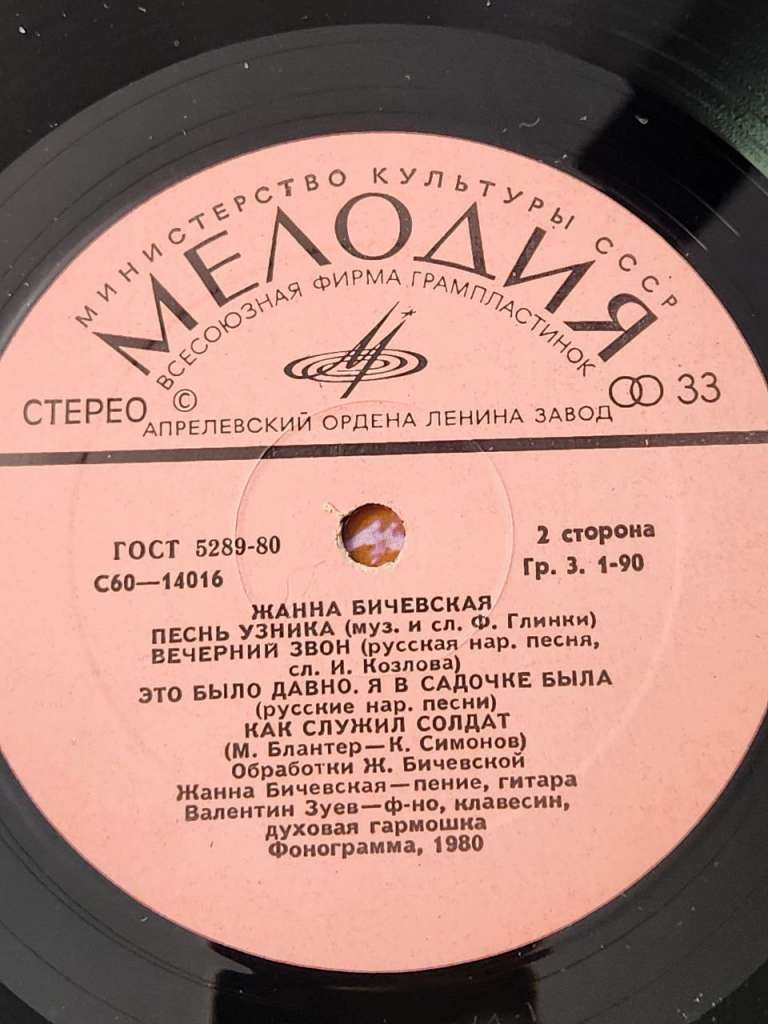 МИНИСТЕРСТВО КУЛЬТУРЫ СССР
МЕЛОДИЯ
ВСЕСОЮЗНАЯ ФИРМА ГРАМПЛАСТИНОК
СТЕРЕО ©
33
АПРЕЛЕВСКИЙ ОРДЕНА ЛЕНИНА ЗАВОД
ГОСТ 5289-80
2 сторона
С60—14016
Гр. 3. 1-90
ЖАННА БИЧЕВСКАЯ
ПЕСНЬ УЗНИКА (муз. и сл. Ф. Глинки)
ВЕЧЕРНИЙ ЗВОН (русская нар. песня,
сл. И. Козлова)
ЭТО БЫЛО ДАВНО. Я В САДОЧКЕ БЫЛА
(русские нар. песни)
КАК СЛУЖИЛ СОЛДАТ
(М. Блантер—К. Симонов)
Обработки Ж. Бичевской
Жанна Бичевская—пение, гитара
Валентин Зуев—ф-но, клавесин,
духовая гармошка
Фонограмма, 1980